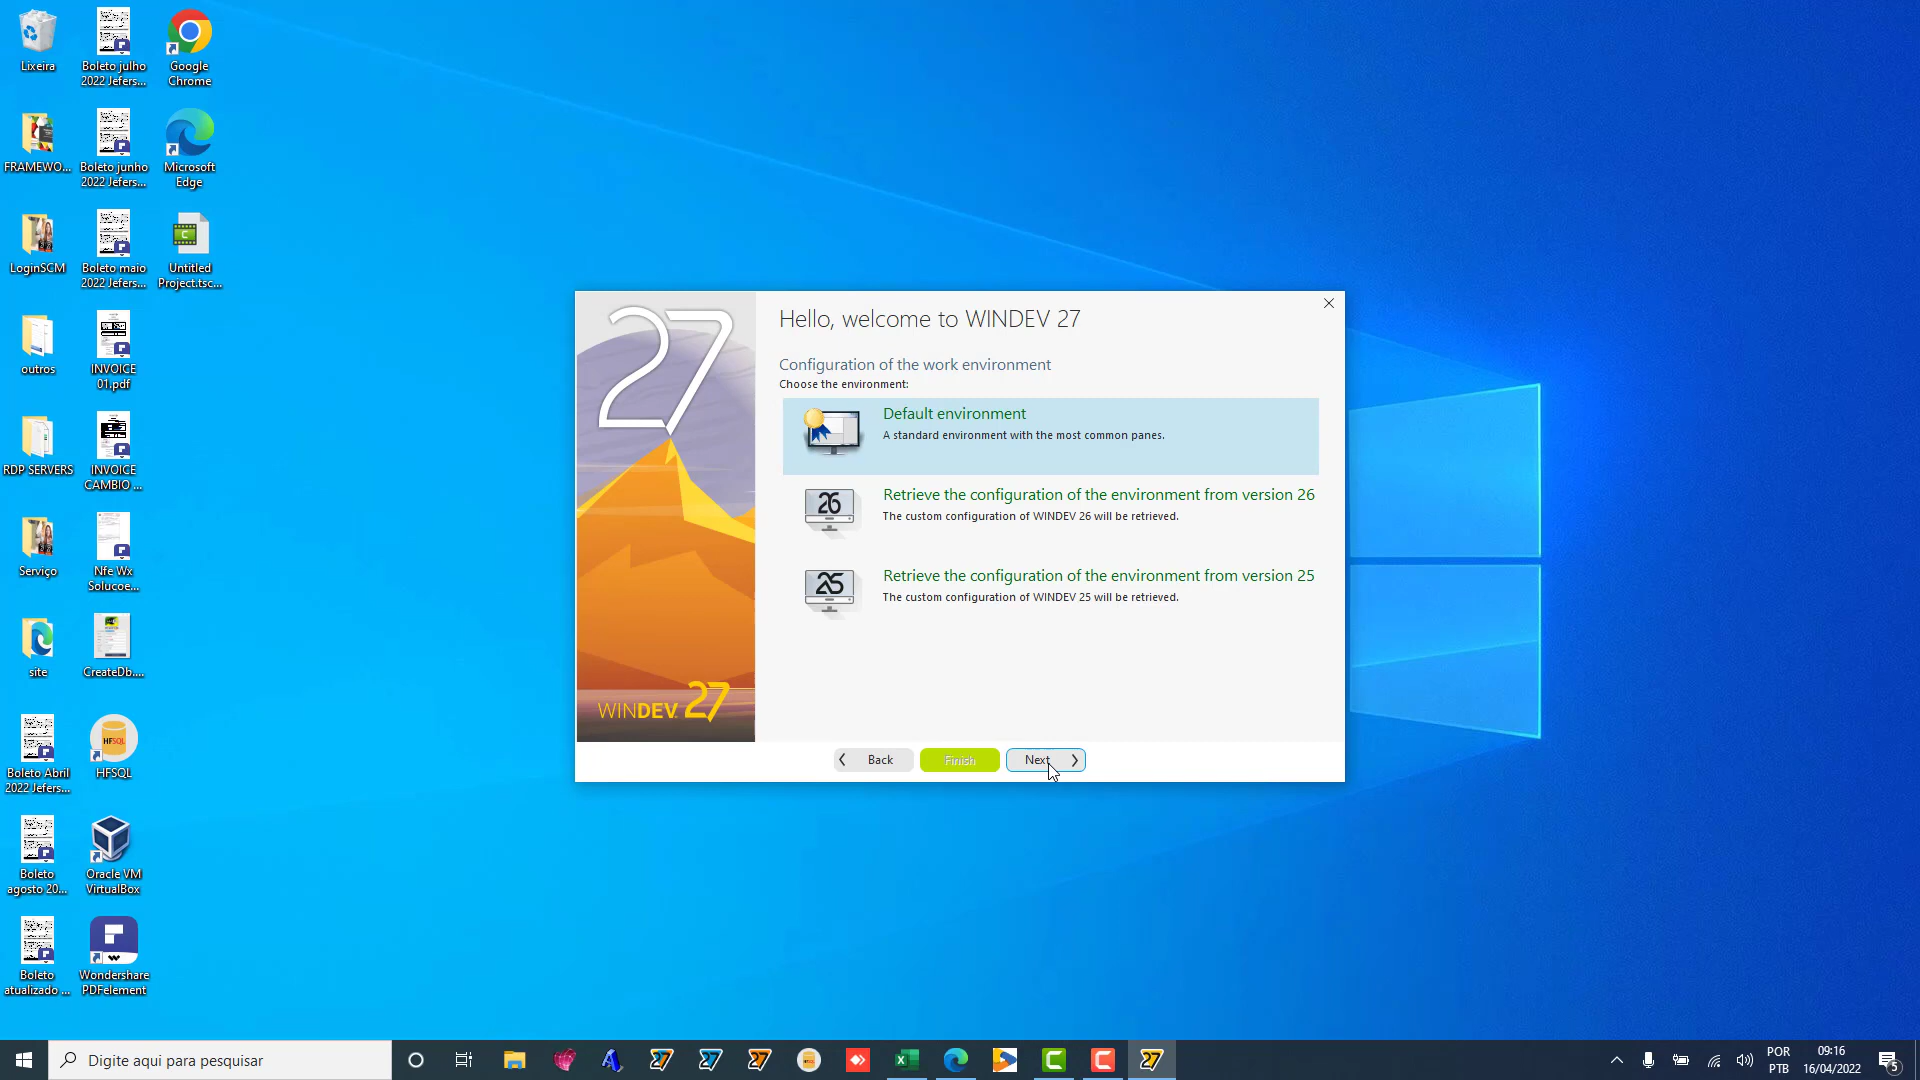 Lixeira
Boleto julho
2022 Jefers...
Google
Chrome
FRAMEWO...
Boleto junho
2022 Jefers...
Microsoft
Edge
LoginSCM
Boleto maio
2022 Jefers...
Untitled
Project.tsc...
outros
INVOICE
01.pdf
RDP SERVERS
INVOICE
CAMBIO ...
Serviço
Nfe Wx
Solucoe...
site
CreateDb....
Boleto Abril
2022 Jefers...
HFSQL
HFSQL
Boleto
agosto 20...
Oracle VM
VirtualBox
Boleto
atualizado ...
Wondershare
PDFelement
27
WINDEV 27
Hello, welcome to WINDEV 27
Configuration of the work environment
Choose the environment:
Default environment
A standard environment with the most common panes.
26
Retrieve the configuration of the environment from version 26
The custom configuration of WINDEV 26 will be retrieved.
25
Retrieve the configuration of the environment from version 25
The custom configuration of WINDEV 25 will be retrieved.
Back
Finish
Next
Digite aqui para pesquisar
27
27
27
27
POR
PTB
09:16
16/04/2022
5